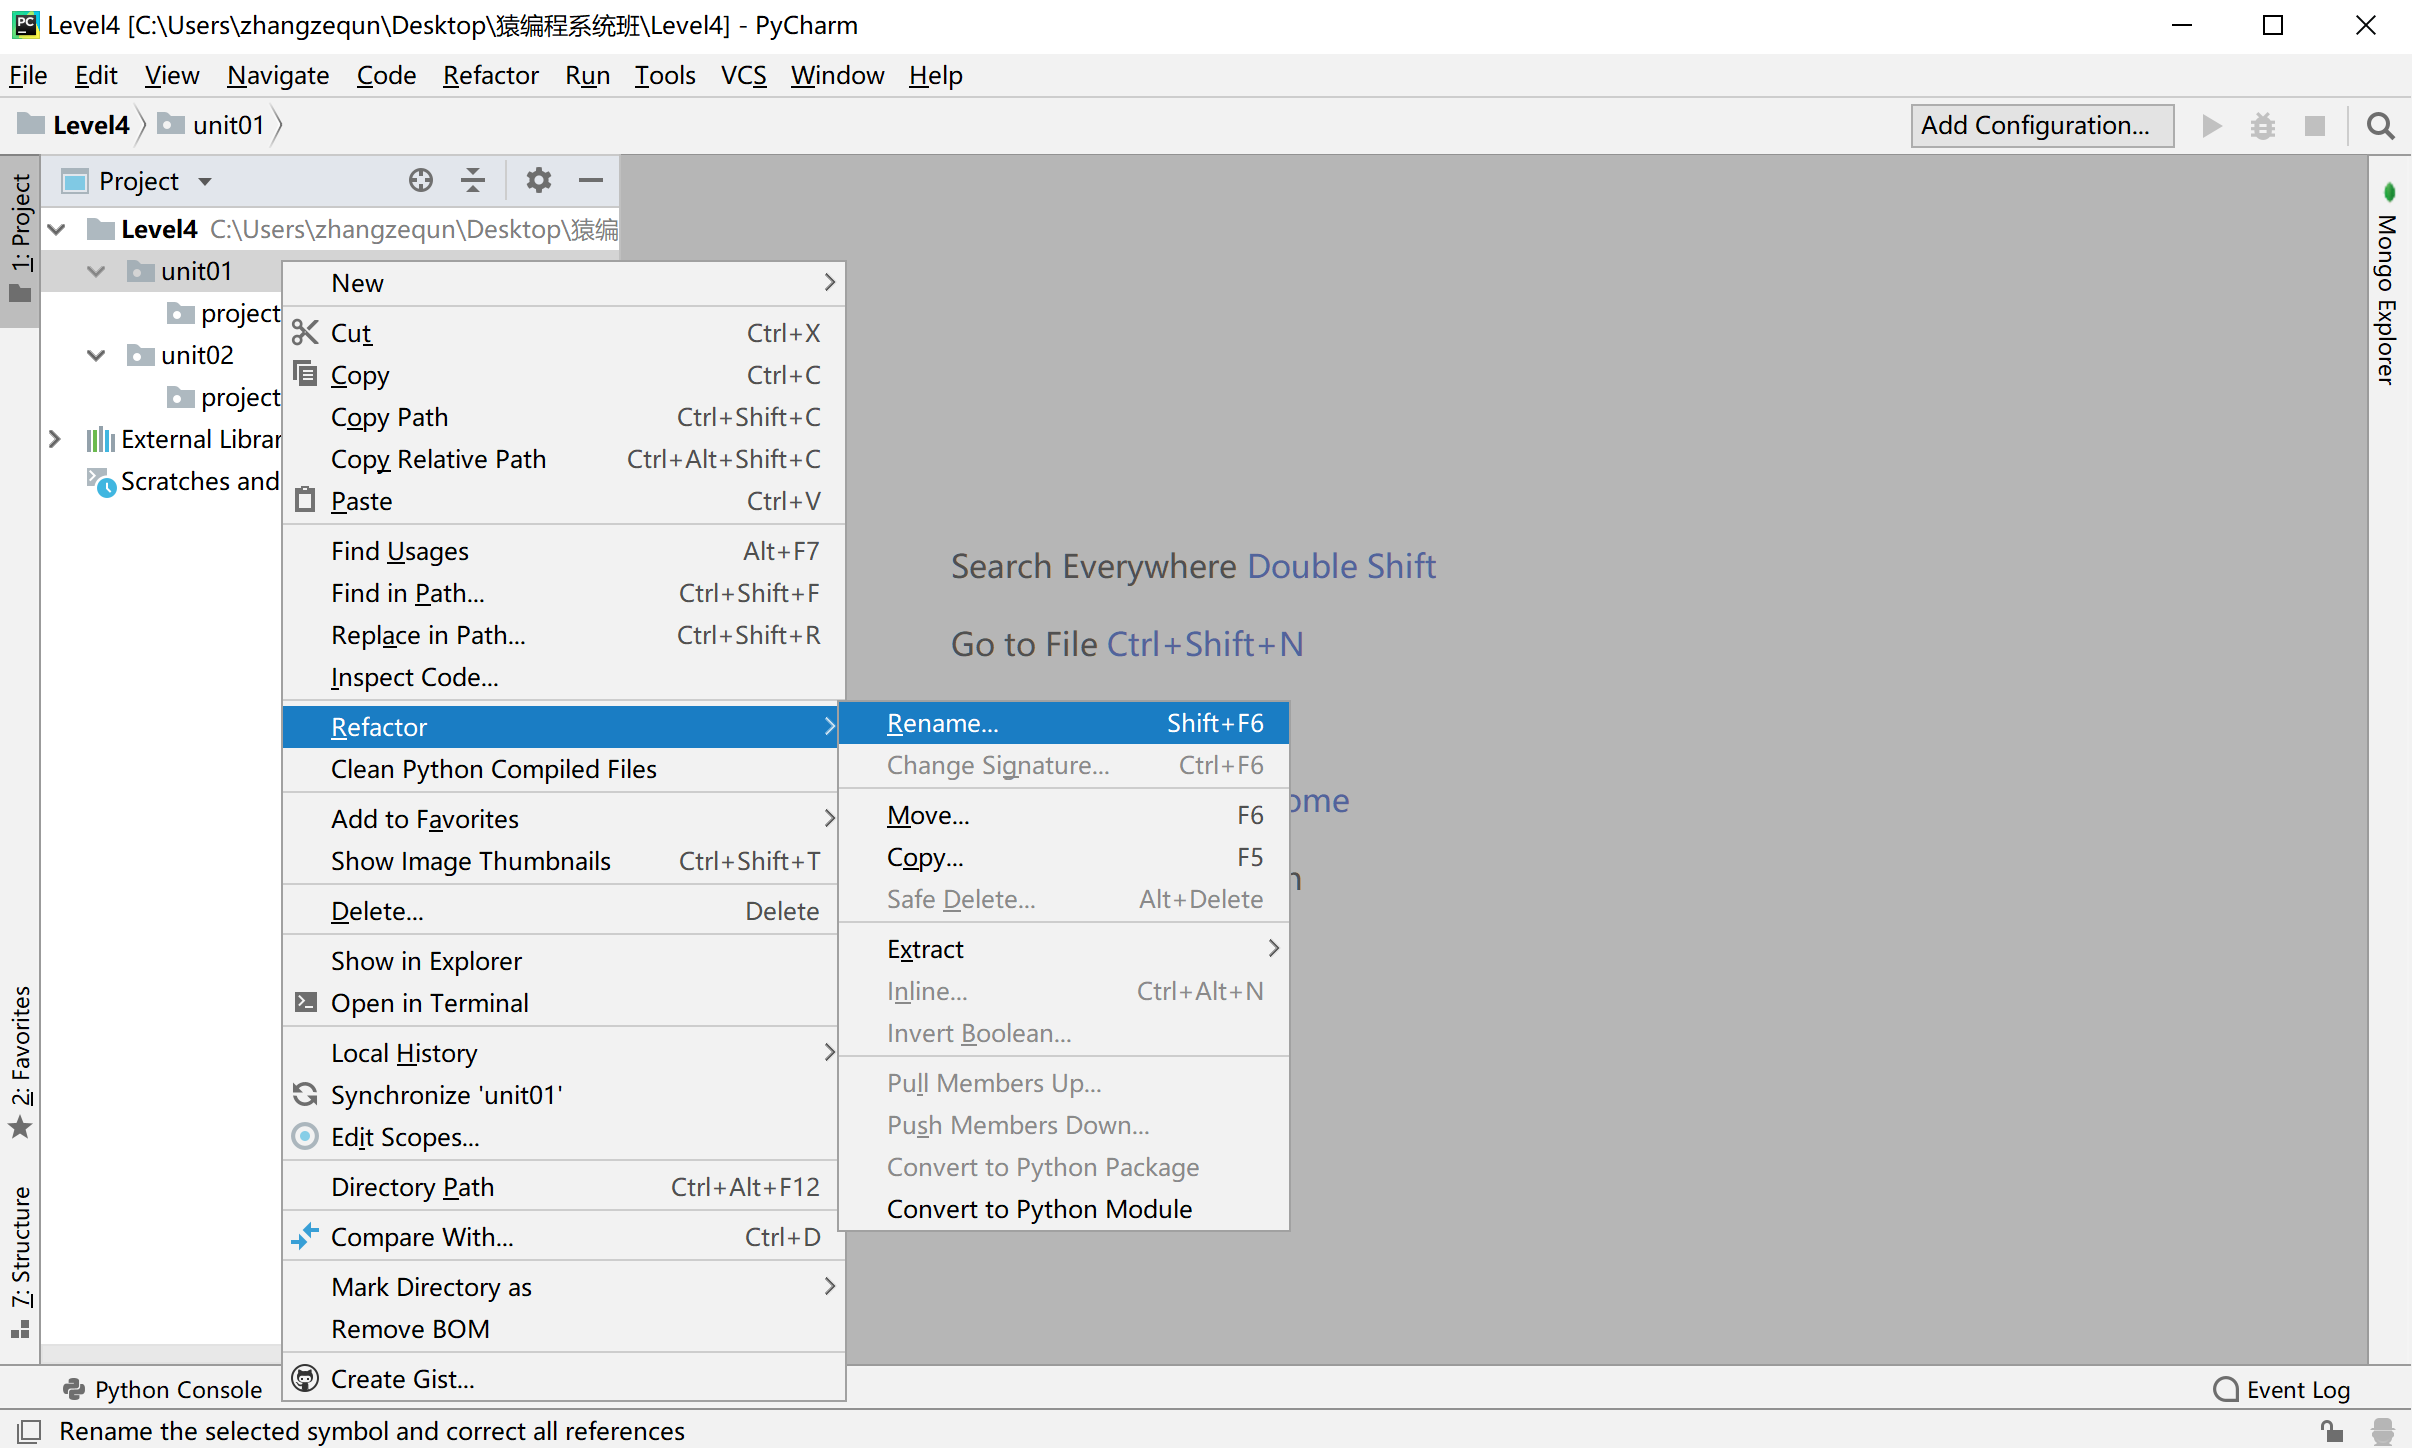 Level4 [C:\Users\zhangzequn\Desktop\猿编程系统班\Level4] - PyCharm
File Edit View Navigate Code Refactor Run Tools VCS Window Help
Level4 unit01 Add Configuration...
1: Project
Project
Level4 C:\Users\zhangzequn\Desktop\猿编
unit01
project
unit02
project
External Librar
Scratches and
New
Cut Ctrl+X
Copy Ctrl+C
Copy Path Ctrl+Shift+C
Copy Relative Path Ctrl+Alt+Shift+C
Paste Ctrl+V
Find Usages Alt+F7
Find in Path... Ctrl+Shift+F
Replace in Path... Ctrl+Shift+R
Inspect Code...
Refactor
Clean Python Compiled Files
Add to Favorites
Show Image Thumbnails Ctrl+Shift+T
Delete... Delete
Show in Explorer
Open in Terminal
Local History
Synchronize 'unit01'
Edit Scopes...
Directory Path Ctrl+Alt+F12
Compare With... Ctrl+D
Mark Directory as
Remove BOM
Create Gist...
Rename... Shift+F6
Change Signature... Ctrl+F6
Move... F6
Copy... F5
Safe Delete... Alt+Delete
Extract
Inline... Ctrl+Alt+N
Invert Boolean...
Pull Members Up...
Push Members Down...
Convert to Python Package
Convert to Python Module
Search Everywhere Double Shift
Go to File Ctrl+Shift+N
ome
n
Mongo Explorer
2: Favorites
7: Structure
Python Console
Event Log
Rename the selected symbol and correct all references